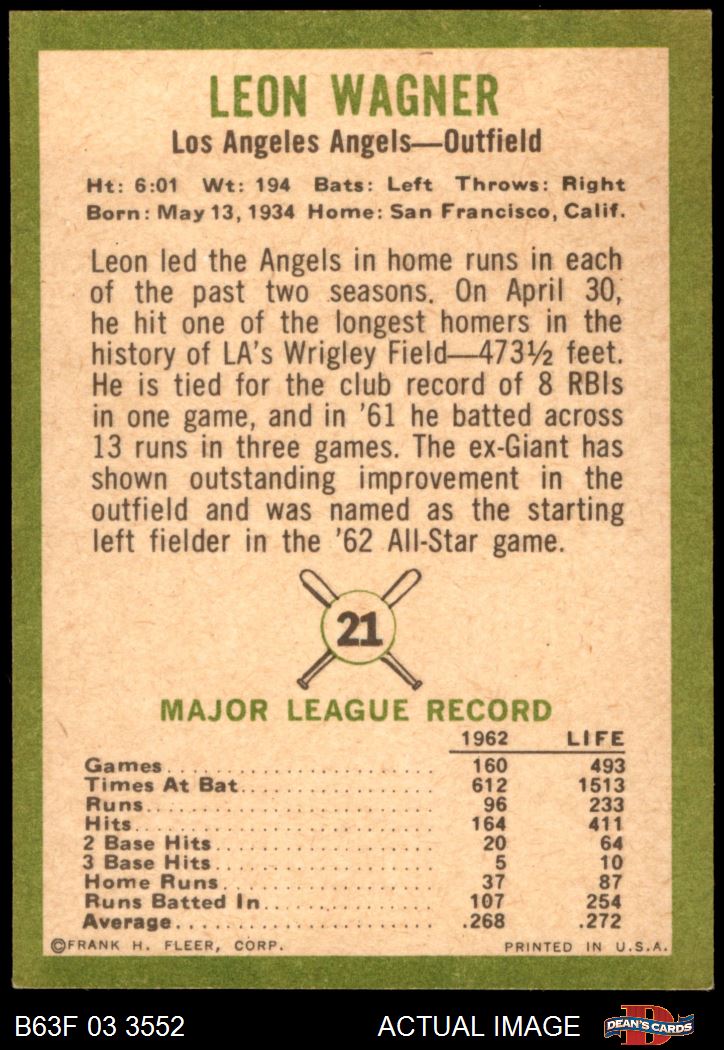 LEON WAGNER
Los Angeles Angels—Outfield
Ht: 6:01 Wt: 194 Bats: Left Throws: Right
Born: May 13, 1934 Home: San Francisco, Calif.
Leon led the Angels in home runs in each
of the past two seasons. On April 30,
he hit one of the longest homers in the
history of LA's Wrigley Field—473½ feet.
He is tied for the club record of 8 RBIs
in one game, and in '61 he batted across
13 runs in three games. The ex-Giant has
shown outstanding improvement in the
outfield and was named as the starting
left fielder in the '62 All-Star game.
21
MAJOR LEAGUE RECORD
1962 LIFE
Games 160 493
Times At Bat 612 1513
Runs 96 233
Hits 164 411
2 Base Hits 20 64
3 Base Hits 5 10
Home Runs 37 87
Runs Batted In 107 254
Average .268 .272
©FRANK H. FLEER, CORP. PRINTED IN U.S.A.
B63F 03 3552 ACTUAL IMAGE D DEAN'S CARDS